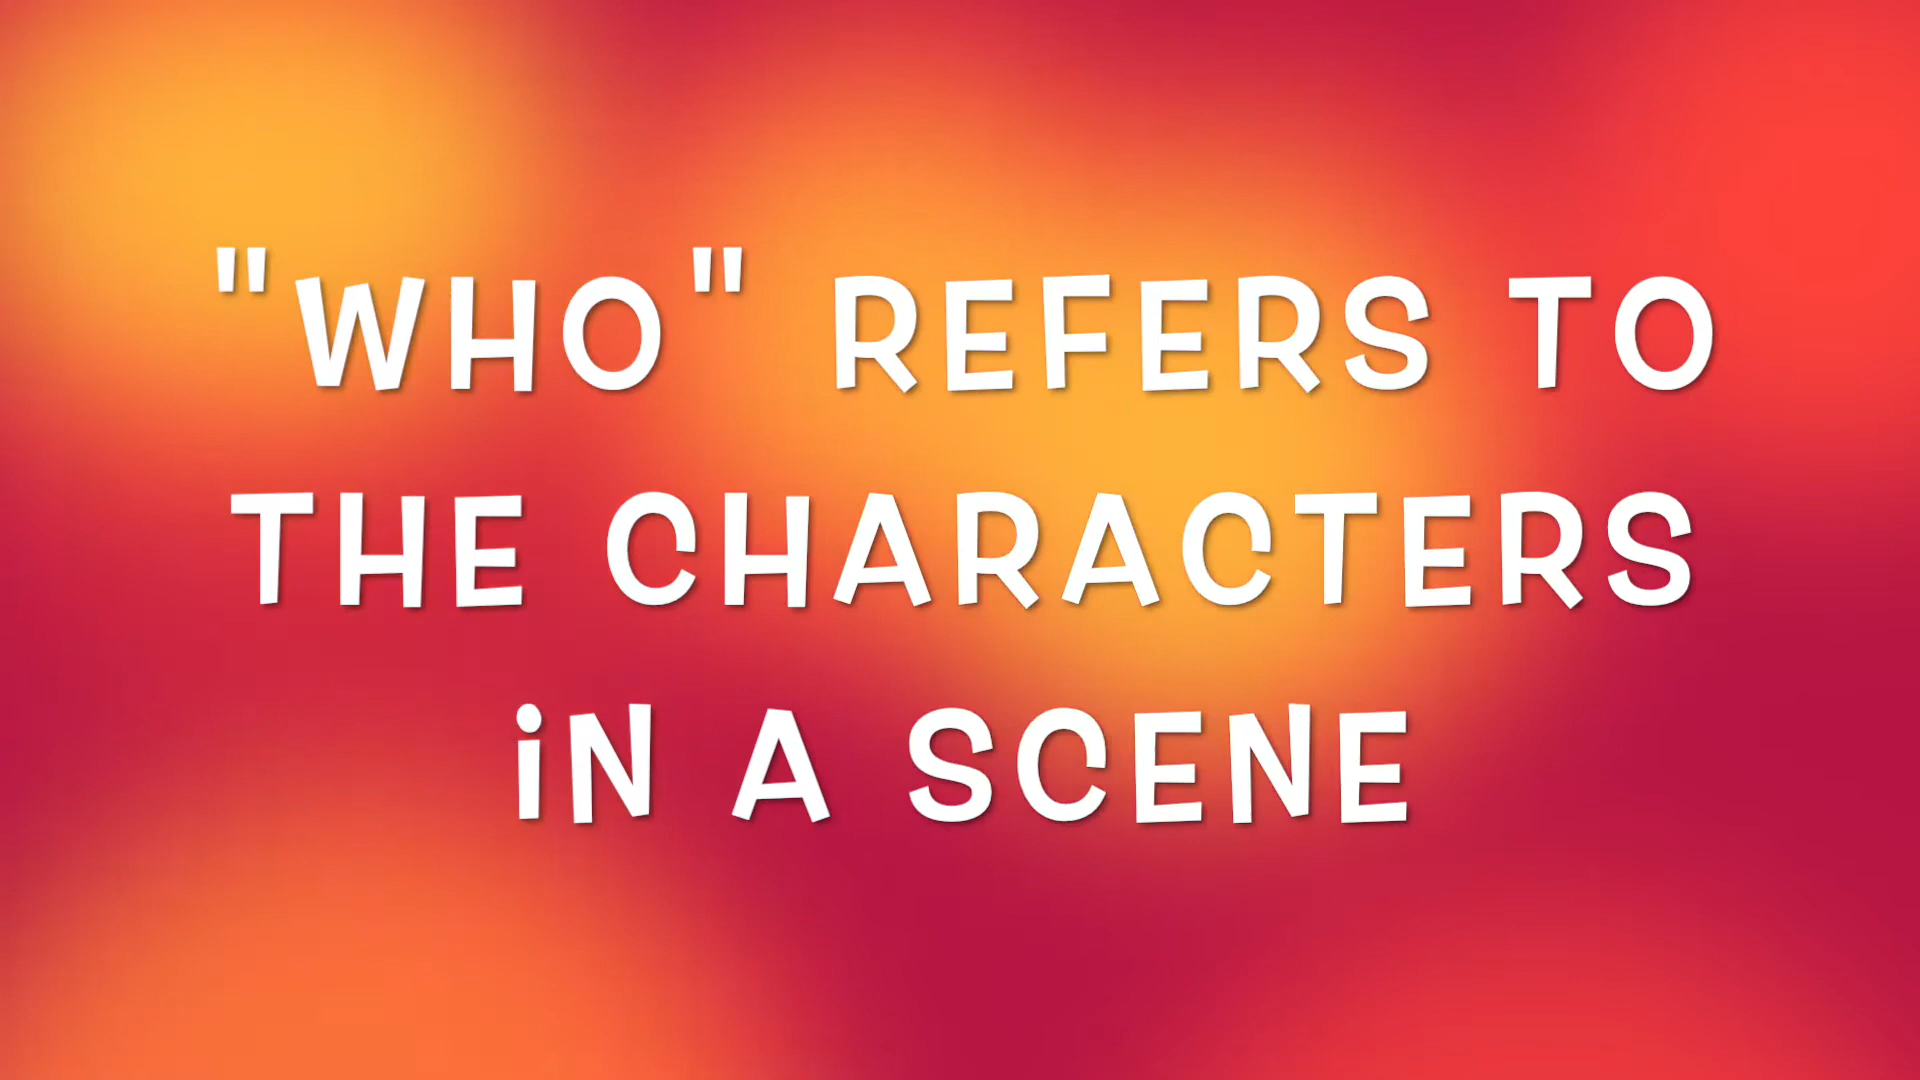 "WHO" REFERS TO
THE CHARACTERS
iN A SCENE